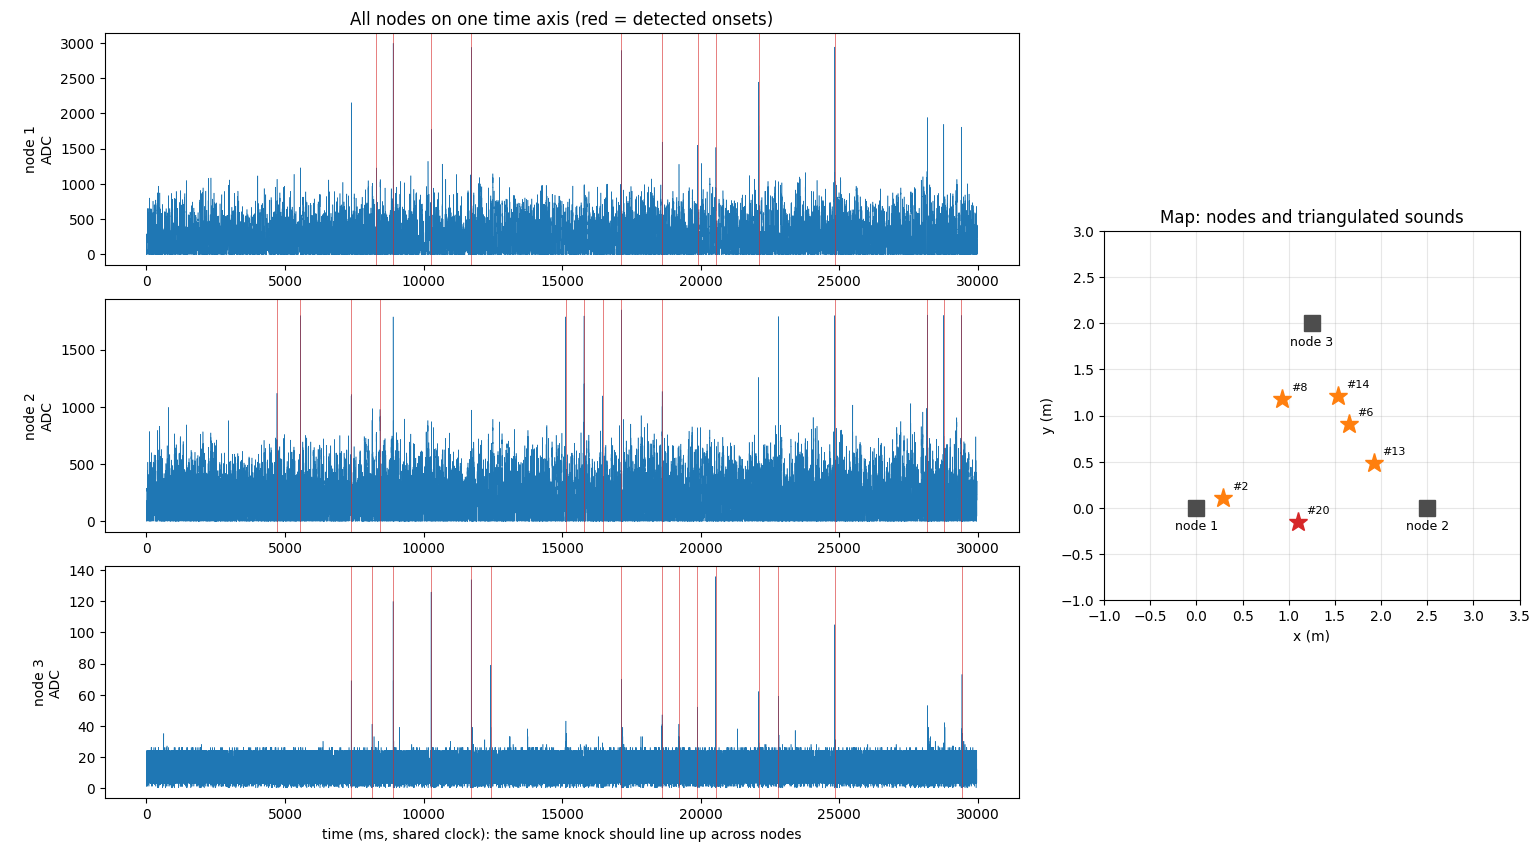 All nodes on one time axis (red = detected onsets)
node 1
ADC
3000
2500
2000
1500
1000
500
0
0 5000 10000 15000 20000 25000 30000
node 2
ADC
1500
1000
500
0
0 5000 10000 15000 20000 25000 30000
node 3
ADC
140
120
100
80
60
40
20
0
0 5000 10000 15000 20000 25000 30000
time (ms, shared clock): the same knock should line up across nodes
Map: nodes and triangulated sounds
y (m)
3.0
2.5
2.0
1.5
1.0
0.5
0.0
−0.5
−1.0
node 3
#8
#14
#6
#13
#2
#20
node 1
node 2
−1.0 −0.5 0.0 0.5 1.0 1.5 2.0 2.5 3.0 3.5
x (m)